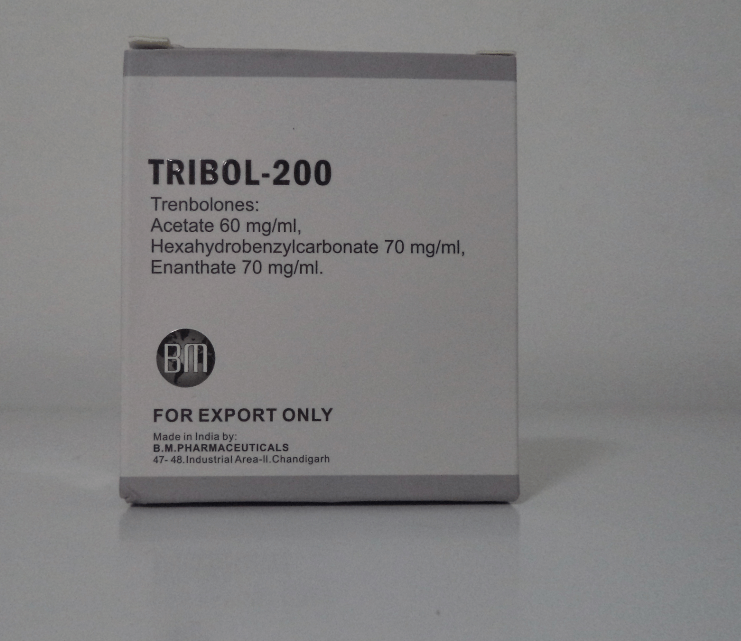 TRIBOL-200
Trenbolones:
Acetate 60 mg/ml,
Hexahydrobenzylcarbonate 70 mg/ml,
Enanthate 70 mg/ml.
BM
FOR EXPORT ONLY
Made in India by:
B.M.PHARMACEUTICALS
47-48.Industrial Area-II.Chandigarh